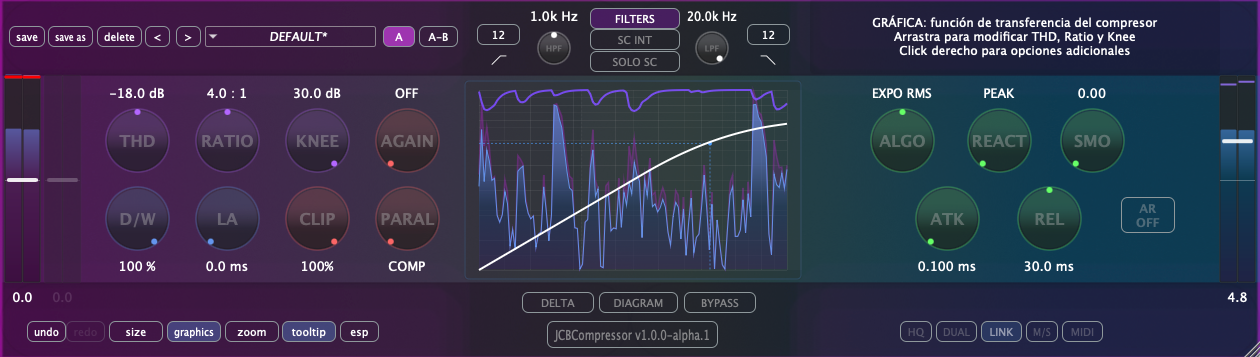 save
save as
delete
<
>
DEFAULT*
A
A-B
12
1.0k Hz
HPF
FILTERS
SC INT
SOLO SC
20.0k Hz
LPF
12
GRÁFICA: función de transferencia del compresor
Arrastra para modificar THD, Ratio y Knee
Click derecho para opciones adicionales
-18.0 dB
4.0 : 1
30.0 dB
OFF
THD
RATIO
KNEE
AGAIN
D/W
LA
CLIP
PARAL
100 %
0.0 ms
100%
COMP
EXPO RMS
PEAK
0.00
ALGO
REACT
SMO
ATK
REL
AR
OFF
0.100 ms
30.0 ms
0.0
0.0
4.8
DELTA
DIAGRAM
BYPASS
undo
redo
size
graphics
zoom
tooltip
esp
JCBCompressor v1.0.0-alpha.1
HQ
DUAL
LINK
M/S
MIDI